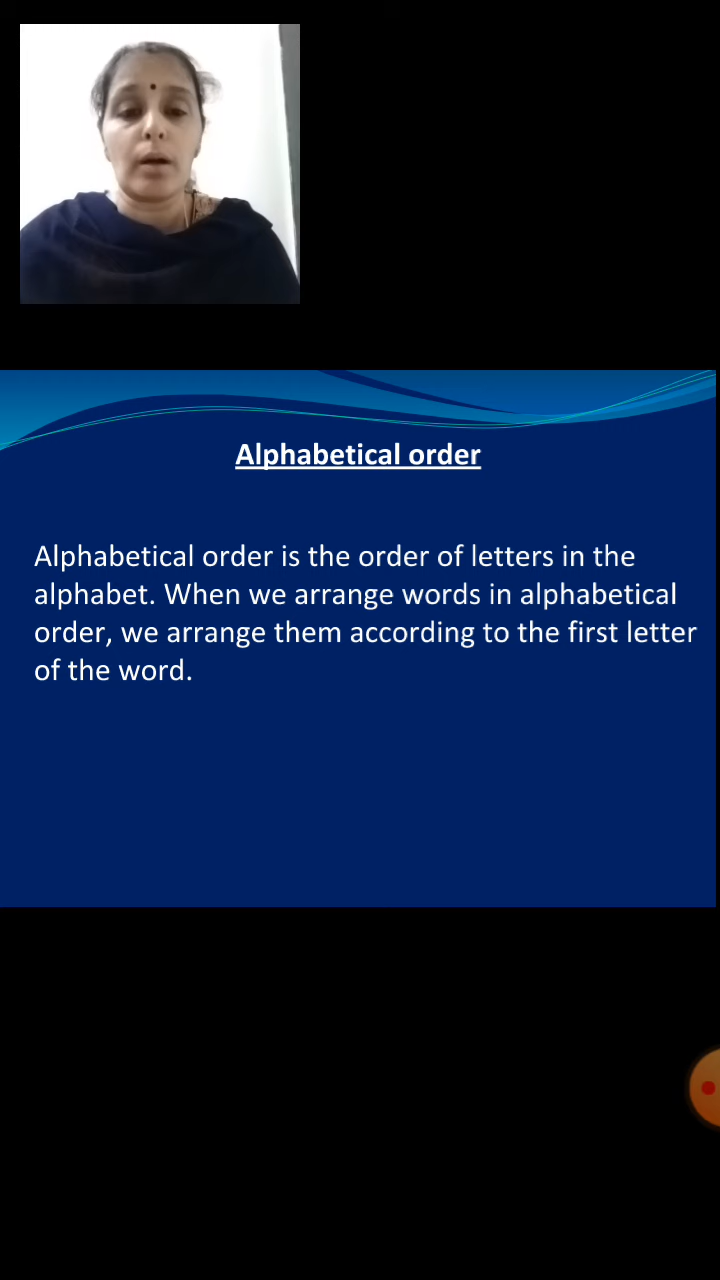 Alphabetical order
Alphabetical order is the order of letters in the
alphabet. When we arrange words in alphabetical
order, we arrange them according to the first letter
of the word.